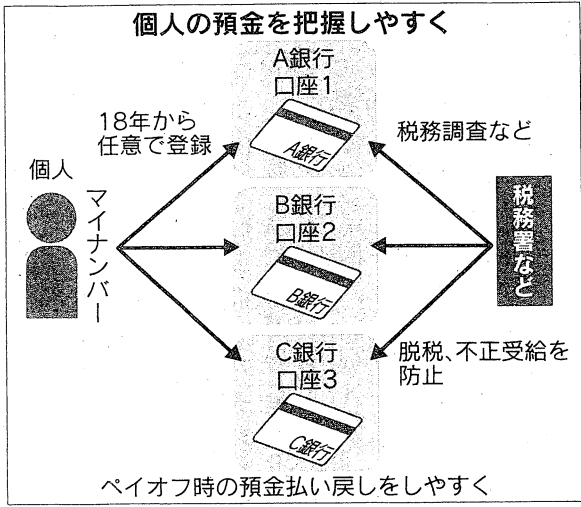 個人の預金を把握しやすく
A銀行
口座1
A銀行
18年から
任意で登録
税務調査など
個人
マイナンバー
B銀行
口座2
B銀行
税務署など
C銀行
口座3
C銀行
脱税、不正受給を
防止
ペイオフ時の預金払い戻しをしやすく